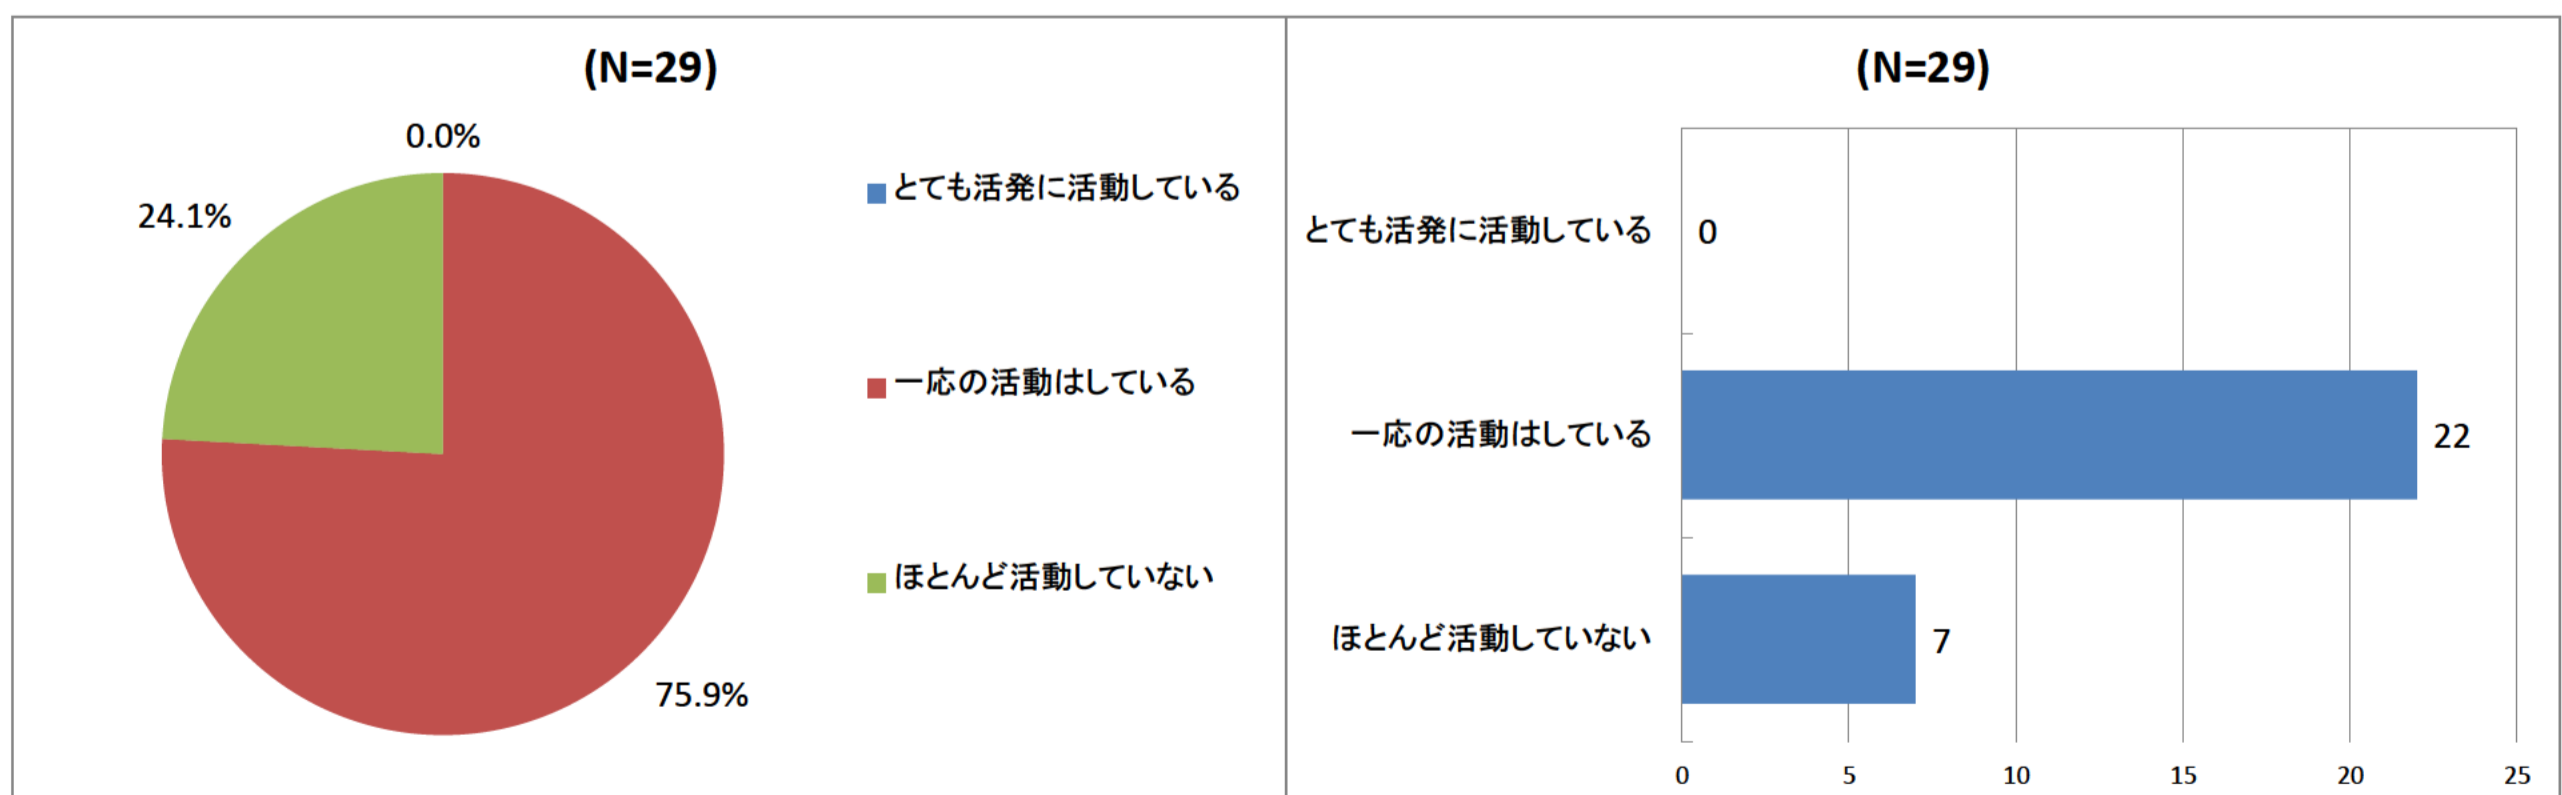 (N=29)
0.0%
24.1%
75.9%
とても活発に活動している
一応の活動はしている
ほとんど活動していない
(N=29)
とても活発に活動している
0
一応の活動はしている
22
ほとんど活動していない
7
0 5 10 15 20 25